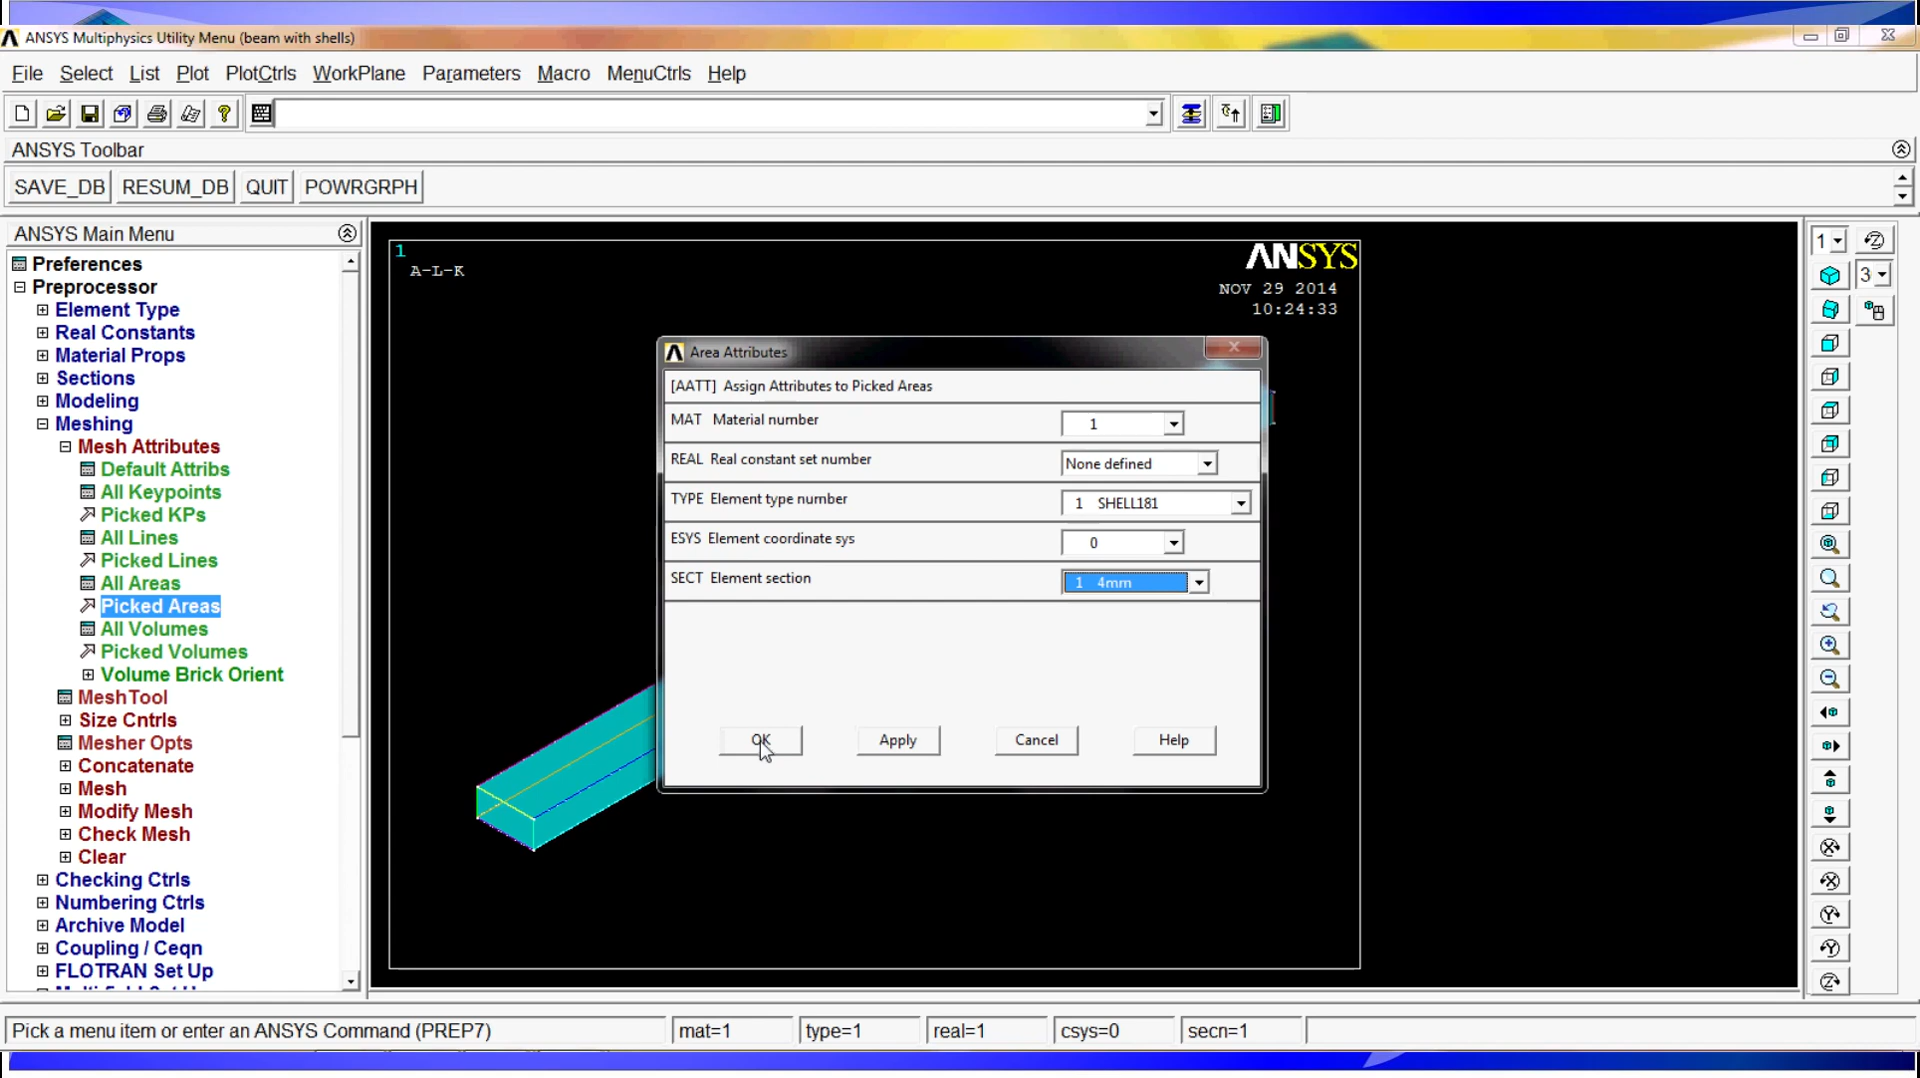 ANSYS Multiphysics Utility Menu (beam with shells)
File Select List Plot PlotCtrls WorkPlane Parameters Macro MenuCtrls Help
ANSYS Toolbar
SAVE_DB RESUM_DB QUIT POWRGRPH
ANSYS Main Menu
Preferences
Preprocessor
Element Type
Real Constants
Material Props
Sections
Modeling
Meshing
Mesh Attributes
Default Attribs
All Keypoints
Picked KPs
All Lines
Picked Lines
All Areas
Picked Areas
All Volumes
Picked Volumes
Volume Brick Orient
MeshTool
Size Cntrls
Mesher Opts
Concatenate
Mesh
Modify Mesh
Check Mesh
Clear
Checking Ctrls
Numbering Ctrls
Archive Model
Coupling / Ceqn
FLOTRAN Set Up
1
A-L-K
ANSYS
NOV 29 2014
10:24:33
Area Attributes
[AATT] Assign Attributes to Picked Areas
MAT Material number 1
REAL Real constant set number None defined
TYPE Element type number 1 SHELL181
ESYS Element coordinate sys 0
SECT Element section 1 4mm
OK Apply Cancel Help
1
3
Pick a menu item or enter an ANSYS Command (PREP7) mat=1 type=1 real=1 csys=0 secn=1